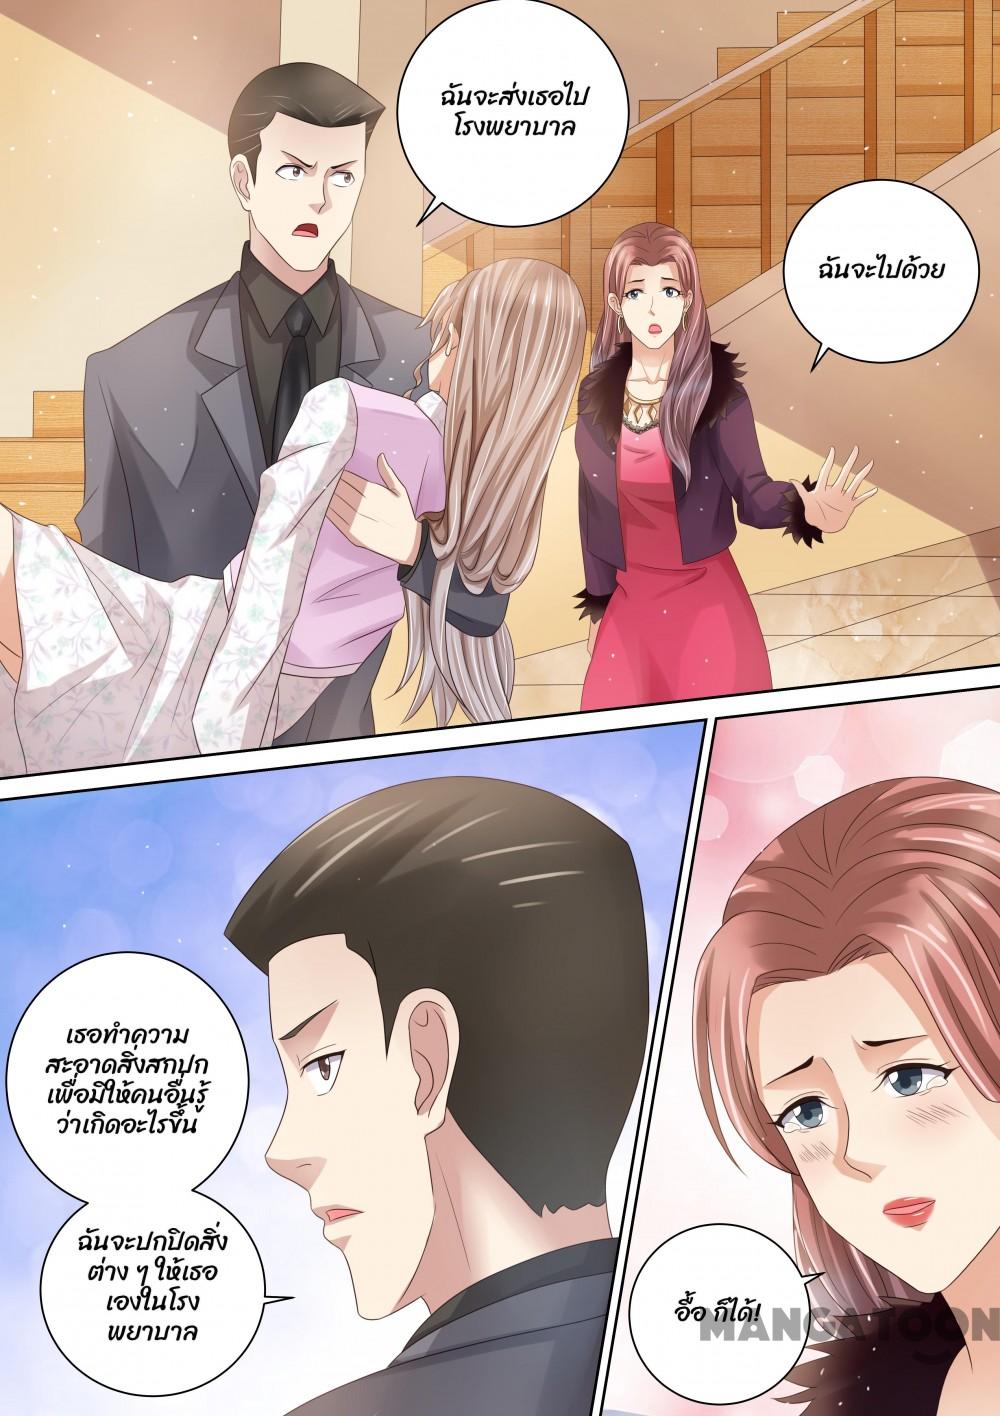 ฉันจะส่งเธอไป
โรงพยาบาล
ฉันจะไปด้วย
เธอทำความ
สะอาดสิ่งสกปก
เพื่อมิให้คนอื่นรู้
ว่าเกิดอะไรขึ้น
ฉันจะปกปิดสิ่ง
ต่าง ๆ ให้เธอ
เองในโรง
พยาบาล
อื้อ ก็ได้!
MANGATOON